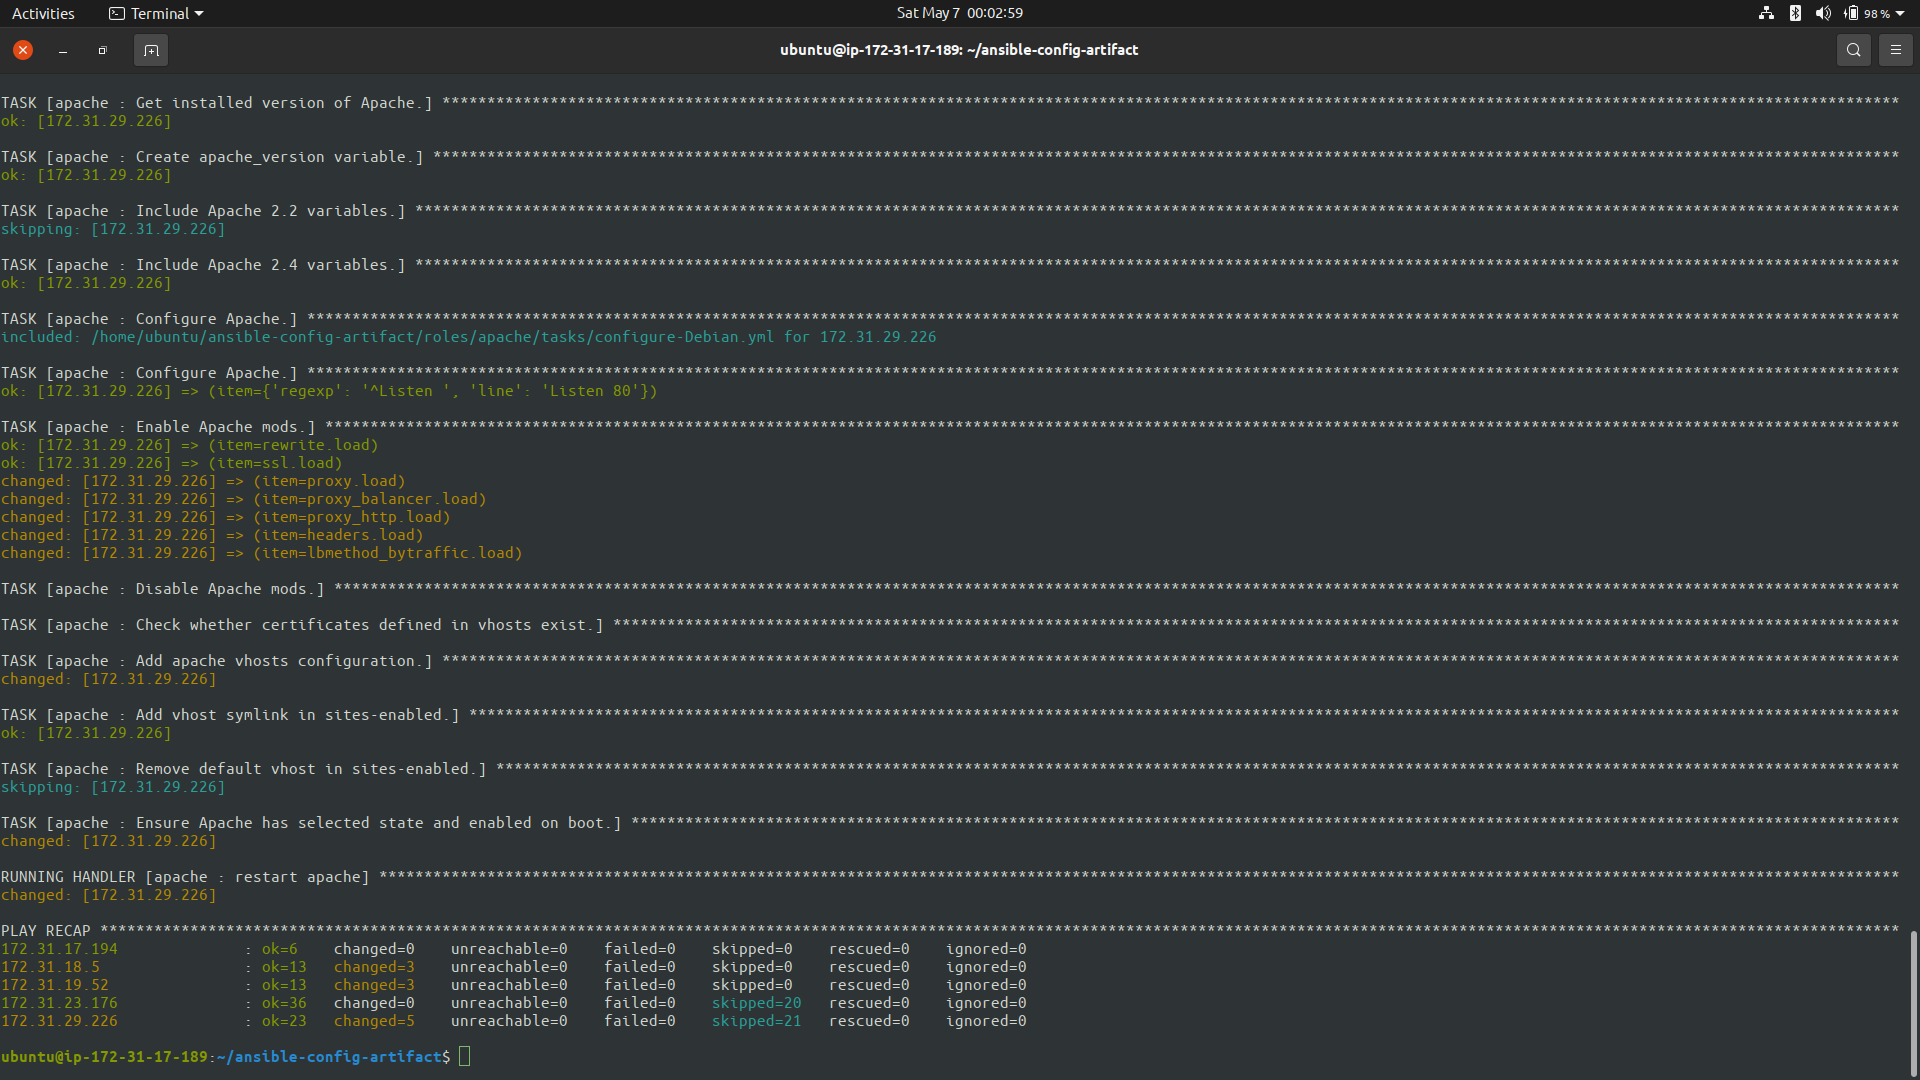 Activities Terminal Sat May 7 00:02:59 98 %
ubuntu@ip-172-31-17-189: ~/ansible-config-artifact
TASK [apache : Get installed version of Apache.] ****************************************************************************************************************************************************************
ok: [172.31.29.226]
TASK [apache : Create apache_version variable.] *****************************************************************************************************************************************************************
ok: [172.31.29.226]
TASK [apache : Include Apache 2.2 variables.] *******************************************************************************************************************************************************************
skipping: [172.31.29.226]
TASK [apache : Include Apache 2.4 variables.] *******************************************************************************************************************************************************************
ok: [172.31.29.226]
TASK [apache : Configure Apache.] *******************************************************************************************************************************************************************************
included: /home/ubuntu/ansible-config-artifact/roles/apache/tasks/configure-Debian.yml for 172.31.29.226
TASK [apache : Configure Apache.] *******************************************************************************************************************************************************************************
ok: [172.31.29.226] => (item={'regexp': '^Listen ', 'line': 'Listen 80'})
TASK [apache : Enable Apache mods.] *****************************************************************************************************************************************************************************
ok: [172.31.29.226] => (item=rewrite.load)
ok: [172.31.29.226] => (item=ssl.load)
changed: [172.31.29.226] => (item=proxy.load)
changed: [172.31.29.226] => (item=proxy_balancer.load)
changed: [172.31.29.226] => (item=proxy_http.load)
changed: [172.31.29.226] => (item=headers.load)
changed: [172.31.29.226] => (item=lbmethod_bytraffic.load)
TASK [apache : Disable Apache mods.] ****************************************************************************************************************************************************************************
TASK [apache : Check whether certificates defined in vhosts exist.] *********************************************************************************************************************************************
TASK [apache : Add apache vhosts configuration.] ****************************************************************************************************************************************************************
changed: [172.31.29.226]
TASK [apache : Add vhost symlink in sites-enabled.] *************************************************************************************************************************************************************
ok: [172.31.29.226]
TASK [apache : Remove default vhost in sites-enabled.] **********************************************************************************************************************************************************
skipping: [172.31.29.226]
TASK [apache : Ensure Apache has selected state and enabled on boot.] *******************************************************************************************************************************************
changed: [172.31.29.226]
RUNNING HANDLER [apache : restart apache] ***********************************************************************************************************************************************************************
changed: [172.31.29.226]
PLAY RECAP ******************************************************************************************************************************************************************************************************
172.31.17.194 : ok=6 changed=0 unreachable=0 failed=0 skipped=0 rescued=0 ignored=0
172.31.18.5 : ok=13 changed=3 unreachable=0 failed=0 skipped=0 rescued=0 ignored=0
172.31.19.52 : ok=13 changed=3 unreachable=0 failed=0 skipped=0 rescued=0 ignored=0
172.31.23.176 : ok=36 changed=0 unreachable=0 failed=0 skipped=20 rescued=0 ignored=0
172.31.29.226 : ok=23 changed=5 unreachable=0 failed=0 skipped=21 rescued=0 ignored=0
ubuntu@ip-172-31-17-189:~/ansible-config-artifact$